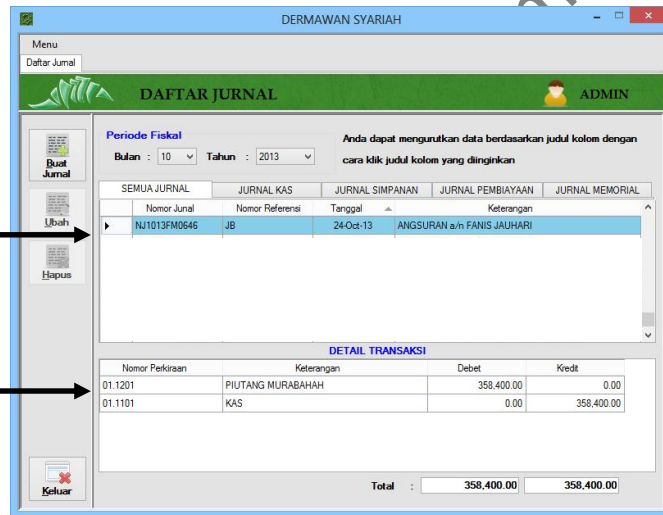 DERMAWAN SYARIAH
Menu
Daftar Jurnal
DAFTAR JURNAL
ADMIN
Buat Jurnal
Ubah
Hapus
Keluar
Periode Fiskal
Bulan : 10 Tahun : 2013
Anda dapat mengurutkan data berdasarkan judul kolom dengan
cara klik judul kolom yang diinginkan
SEMUA JURNAL JURNAL KAS JURNAL SIMPANAN JURNAL PEMBIAYAAN JURNAL MEMORIAL
Nomor Junal Nomor Referensi Tanggal Keterangan
NJ1013FM0646 JB 24-Oct-13 ANGSURAN a/n FANIS JAUHARI
DETAIL TRANSAKSI
Nomor Perkiraan Keterangan Debet Kredit
01.1201 PIUTANG MURABAHAH 358,400.00 0.00
01.1101 KAS 0.00 358,400.00
Total : 358,400.00 358,400.00